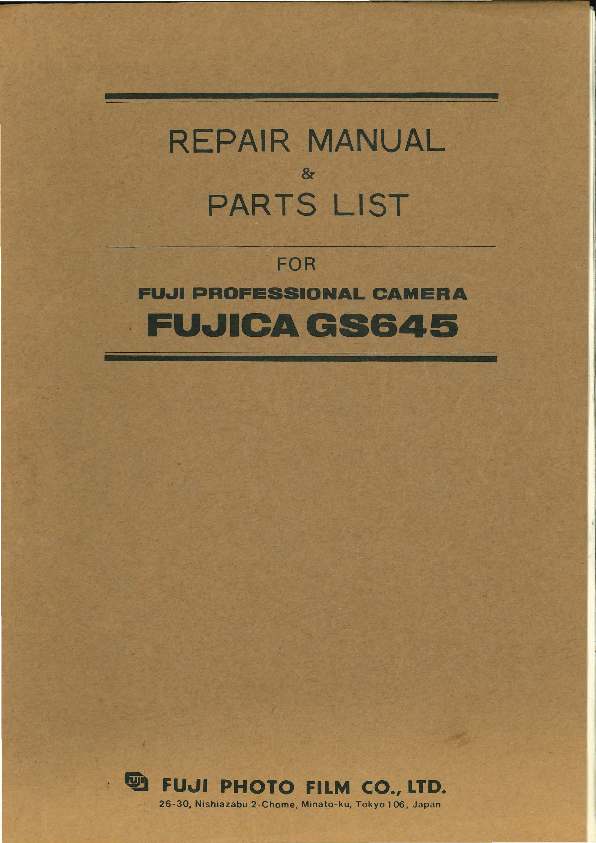 REPAIR MANUAL
&
PARTS LIST
FOR
FUJI PROFESSIONAL CAMERA
FUJICA GS645
FUJI FUJI PHOTO FILM CO., LTD.
26-30, Nishiazabu 2-Chome, Minato-ku, Tokyo 106, Japan